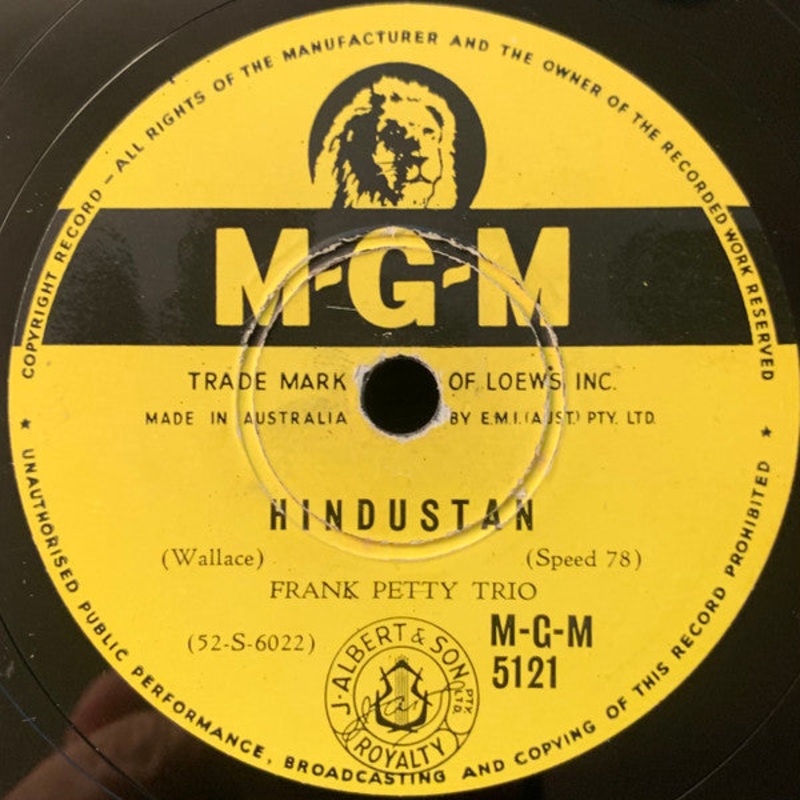 COPYRIGHT RECORD — ALL RIGHTS OF THE MANUFACTURER AND THE OWNER OF THE RECORDED WORK RESERVED
M-G-M
TRADE MARK OF LOEWS INC.
MADE IN AUSTRALIA BY E.M.I. (AUST.) PTY. LTD.
HINDUSTAN
(Wallace) (Speed 78)
FRANK PETTY TRIO
(52-S-6022)
M-G-M
5121
J. ALBERT & SON PTY. LTD.
ROYALTY
★ UNAUTHORISED PUBLIC PERFORMANCE, BROADCASTING AND COPYING OF THIS RECORD PROHIBITED ★